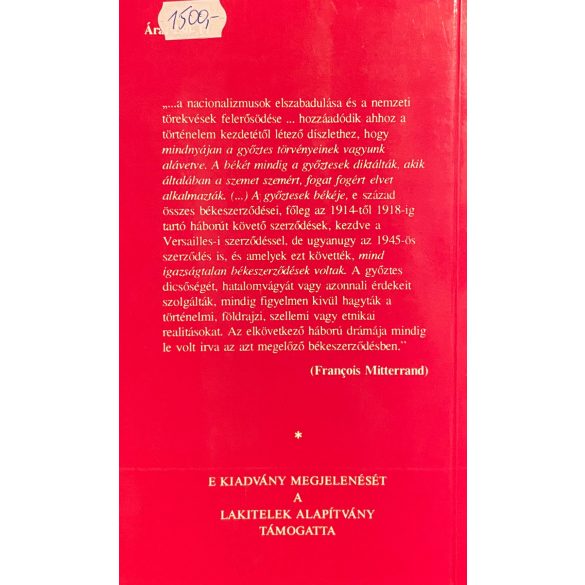 1500,-
Ára
„...a nacionalizmusok elszabadulása és a nemzeti
törekvések felerősödése ... hozzáadódik ahhoz a
történelem kezdetétől létező díszlethez, hogy
mindnyájan a győztes törvényeinek vagyunk
alávetve. A békét mindig a győztesek diktálták, akik
általában a szemet szemért, fogat fogért elvet
alkalmazták. (...) A győztesek békéje, e század
összes békeszerződései, főleg az 1914-től 1918-ig
tartó háborút követő szerződések, kezdve a
Versailles-i szerződéssel, de ugyanugy az 1945-ös
szerződés is, és amelyek ezt követték, mind
igazságtalan békeszerződések voltak. A győztes
dicsőségét, hatalomvágyát vagy azonnali érdekeit
szolgálták, mindig figyelmen kivül hagyták a
történelmi, földrajzi, szellemi vagy etnikai
realitásokat. Az elkövetkező háború drámája mindig
le volt irva az azt megelőző békeszerződésben.”
(François Mitterrand)
*
E KIADVÁNY MEGJELENÉSÉT
A
LAKITELEK ALAPÍTVÁNY
TÁMOGATTA